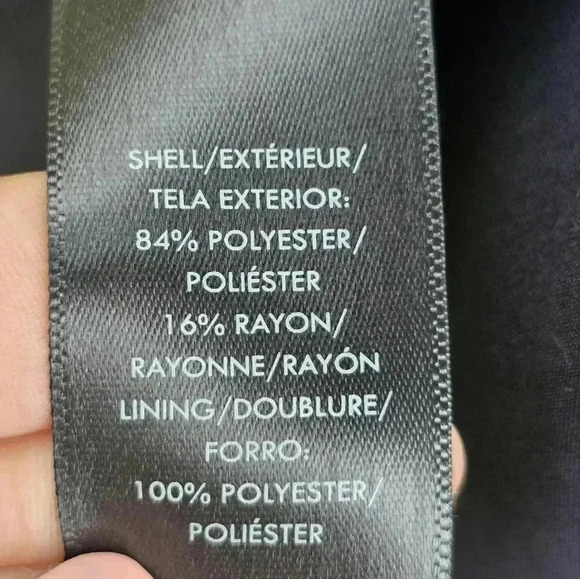 SHELL/EXTÉRIEUR/
TELA EXTERIOR:
84% POLYESTER/
POLIÉSTER
16% RAYON/
RAYONNE/RAYÓN
LINING/DOUBLURE/
FORRO:
100% POLYESTER/
POLIÉSTER